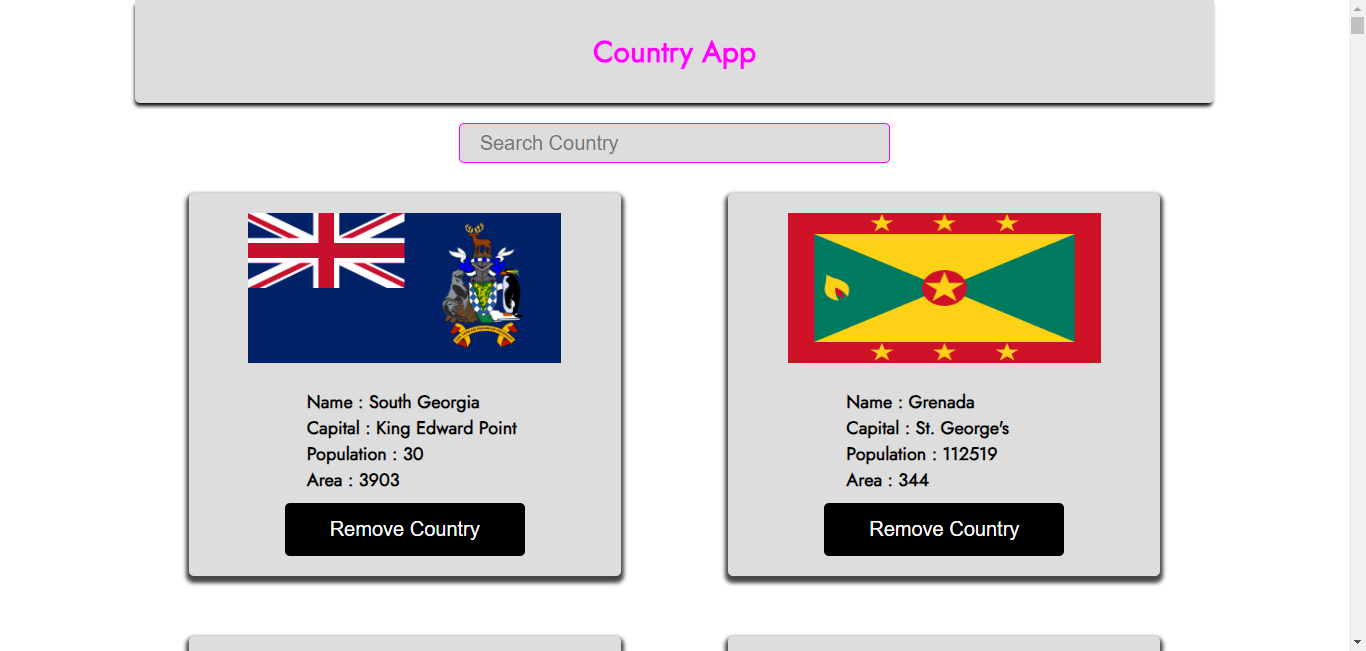 Country App
Search Country
Name : South Georgia
Capital : King Edward Point
Population : 30
Area : 3903
Remove Country
Name : Grenada
Capital : St. George's
Population : 112519
Area : 344
Remove Country